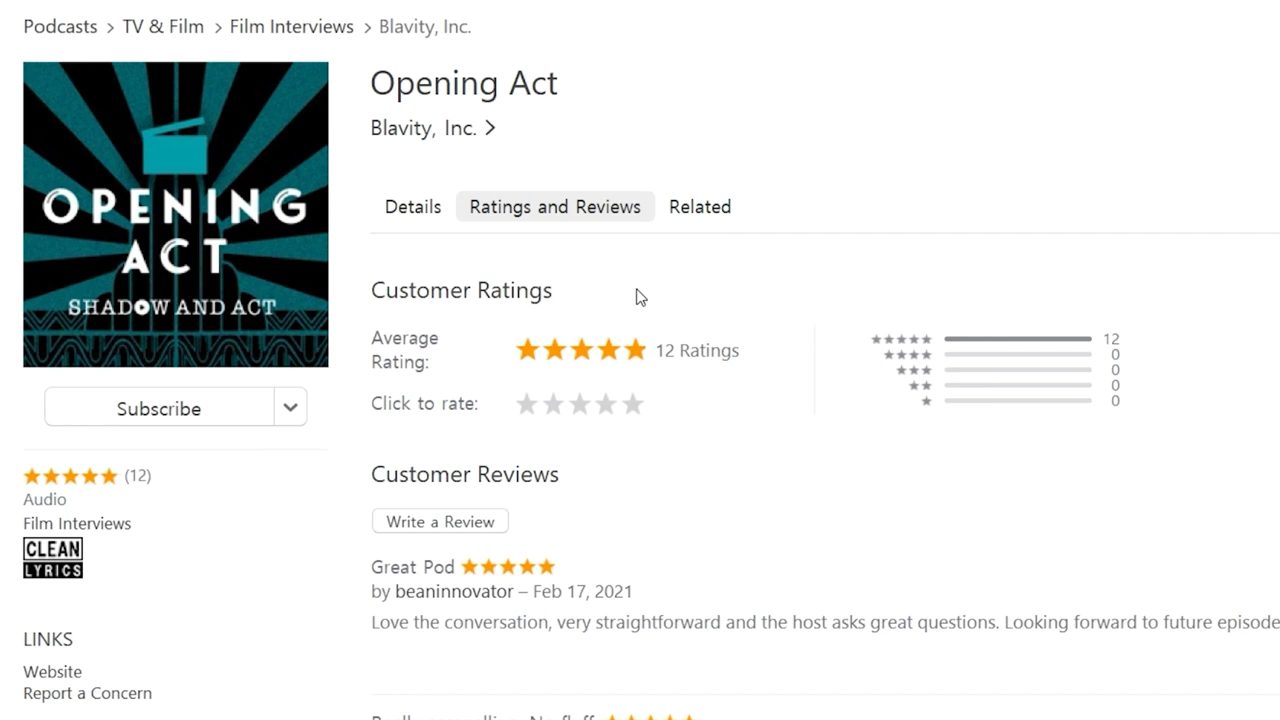 Podcasts > TV & Film > Film Interviews > Blavity, Inc.
OPENING
ACT
SHADOW AND ACT
Subscribe
(12)
Audio
Film Interviews
CLEAN
LYRICS
LINKS
Website
Report a Concern
Opening Act
Blavity, Inc. >
Details Ratings and Reviews Related
Customer Ratings
Average
Rating:
12 Ratings
Click to rate:
12
0
0
0
0
Customer Reviews
Write a Review
Great Pod
by beaninnovator – Feb 17, 2021
Love the conversation, very straightforward and the host asks great questions. Looking forward to future episode